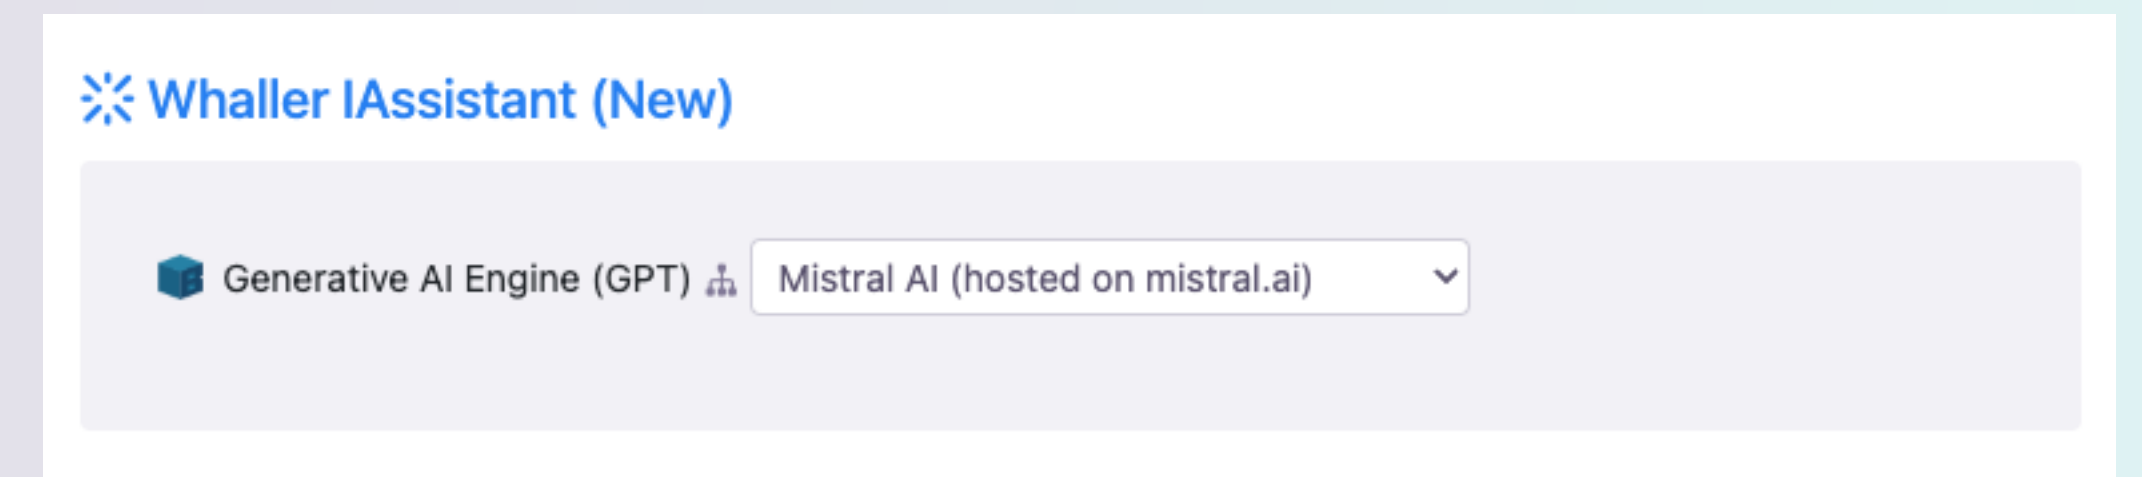 Whaller IAssistant (New)
Generative AI Engine (GPT) Mistral AI (hosted on mistral.ai)